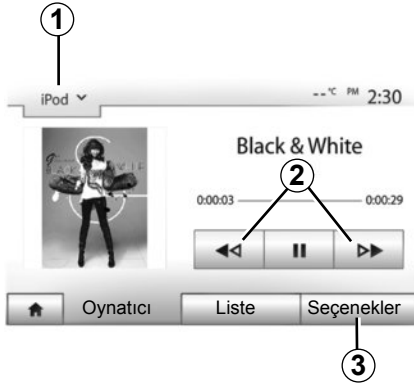 1
iPod
--°C PM 2:30
Black & White
2
0:00:03 0:00:29
Oynatıcı Liste Seçenekler
3